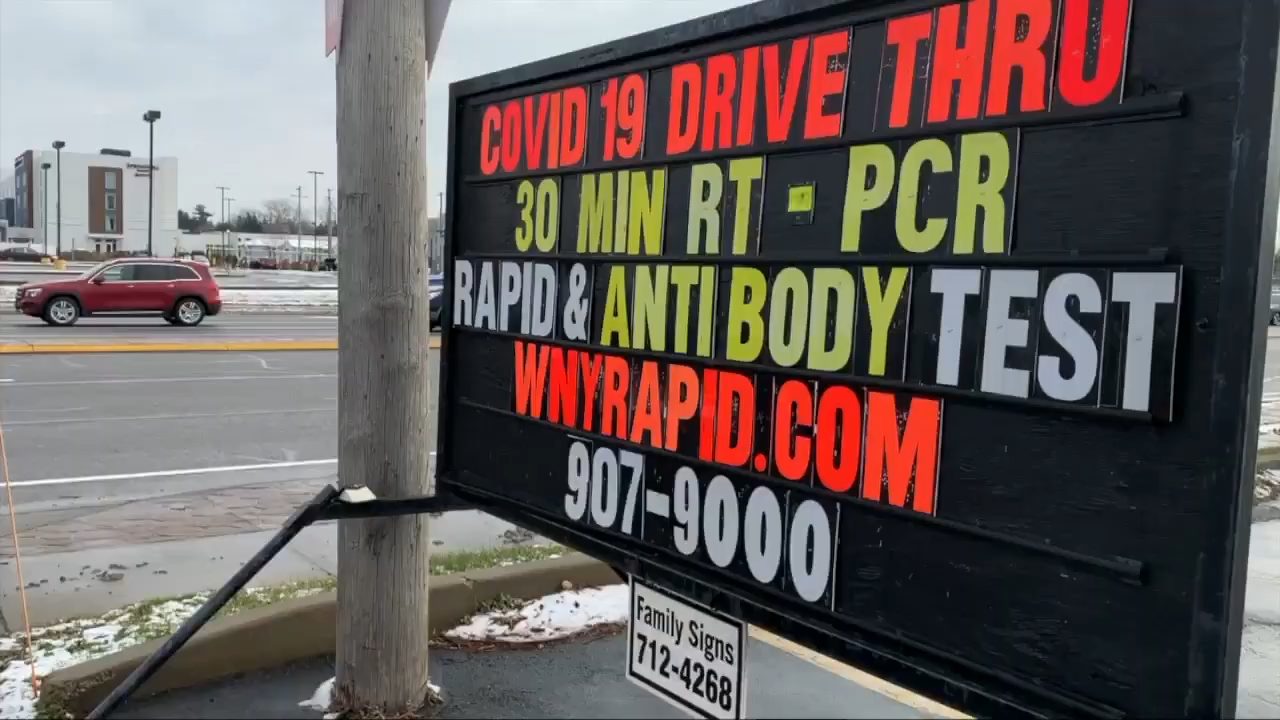 COVID 19 DRIVE THRU
30 MIN RT - PCR
RAPID & ANTI BODY TEST
WNYRAPID.COM
907-9000
Family Signs
712-4268